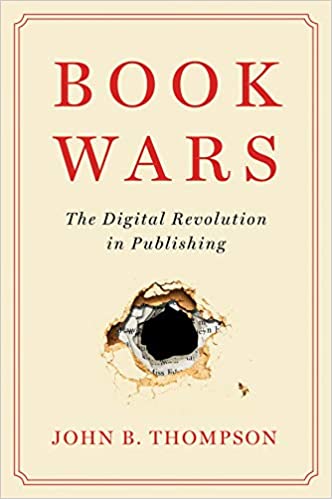 BOOK
WARS
The Digital Revolution
in Publishing
JOHN B. THOMPSON